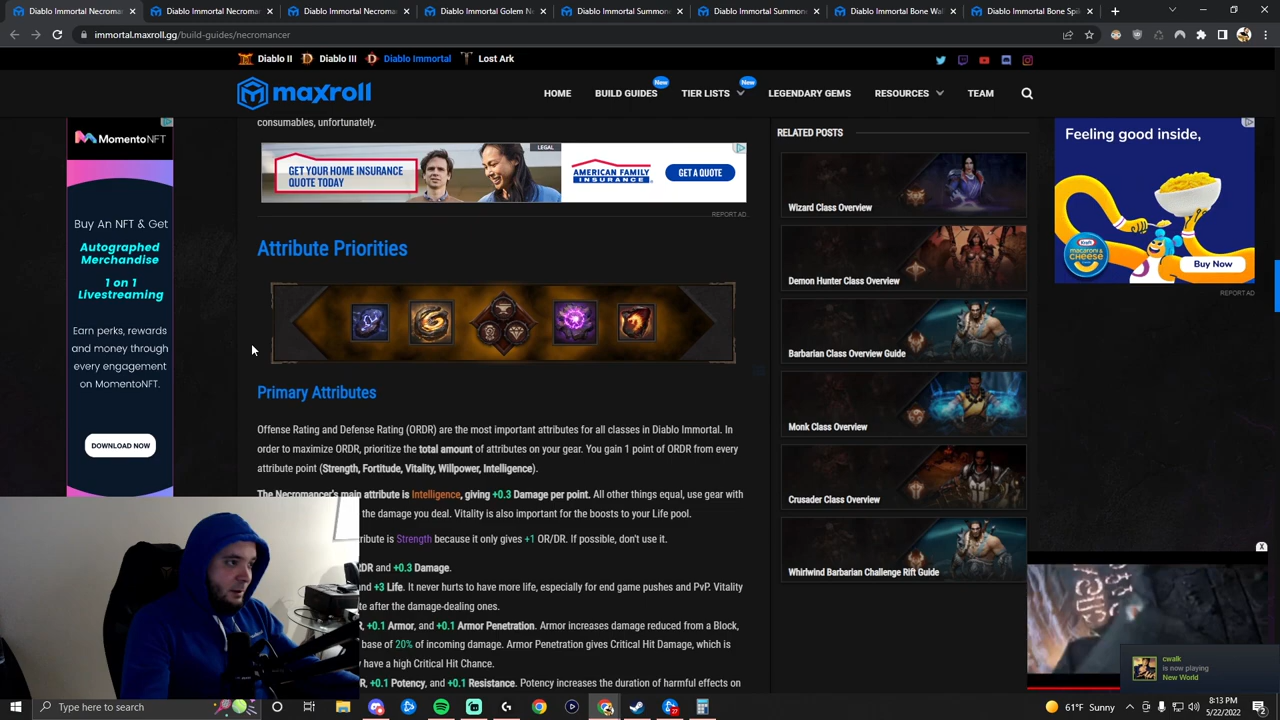 Diablo Immortal Necromanc
Diablo Immortal Necromanc
Diablo Immortal Necromanc
Diablo Immortal Golem Ne
Diablo Immortal Summone
Diablo Immortal Summone
Diablo Immortal Bone Wal
Diablo Immortal Bone Spik
immortal.maxroll.gg/build-guides/necromancer
Diablo II
Diablo III
Diablo Immortal
Lost Ark
maxroll
HOME
BUILD GUIDES
New
TIER LISTS
New
LEGENDARY GEMS
RESOURCES
TEAM
consumables, unfortunately.
MomentoNFT
Buy An NFT & Get
Autographed
Merchandise
1 on 1
Livestreaming
Earn perks, rewards
and money through
every engagement
on MomentoNFT.
DOWNLOAD NOW
GET YOUR HOME INSURANCE
QUOTE TODAY
LEGAL
AMERICAN FAMILY
INSURANCE
GET A QUOTE
REPORT AD
Attribute Priorities
Primary Attributes
Offense Rating and Defense Rating (ORDR) are the most important attributes for all classes in Diablo Immortal. In
order to maximize ORDR, prioritize the total amount of attributes on your gear. You gain 1 point of ORDR from every
attribute point (Strength, Fortitude, Vitality, Willpower, Intelligence).
The Necromancer's main attribute is Intelligence, giving +0.3 Damage per point. All other things equal, use gear with
the damage you deal. Vitality is also important for the boosts to your Life pool.
ribute is Strength because it only gives +1 OR/DR. If possible, don't use it.
DR and +0.3 Damage.
nd +3 Life. It never hurts to have more life, especially for end game pushes and PvP. Vitality
te after the damage-dealing ones.
R, +0.1 Armor, and +0.1 Armor Penetration. Armor increases damage reduced from a Block,
base of 20% of incoming damage. Armor Penetration gives Critical Hit Damage, which is
y have a high Critical Hit Chance.
R, +0.1 Potency, and +0.1 Resistance. Potency increases the duration of harmful effects on
RELATED POSTS
Wizard Class Overview
Demon Hunter Class Overview
Barbarian Class Overview Guide
Monk Class Overview
Crusader Class Overview
Whirlwind Barbarian Challenge Rift Guide
Feeling good inside,
Kraft
macaroni &
cheese
Buy Now
REPORT AD
X
cwalk
is now playing
New World
Type here to search
27
61°F Sunny
8:13 PM
5/22/2022